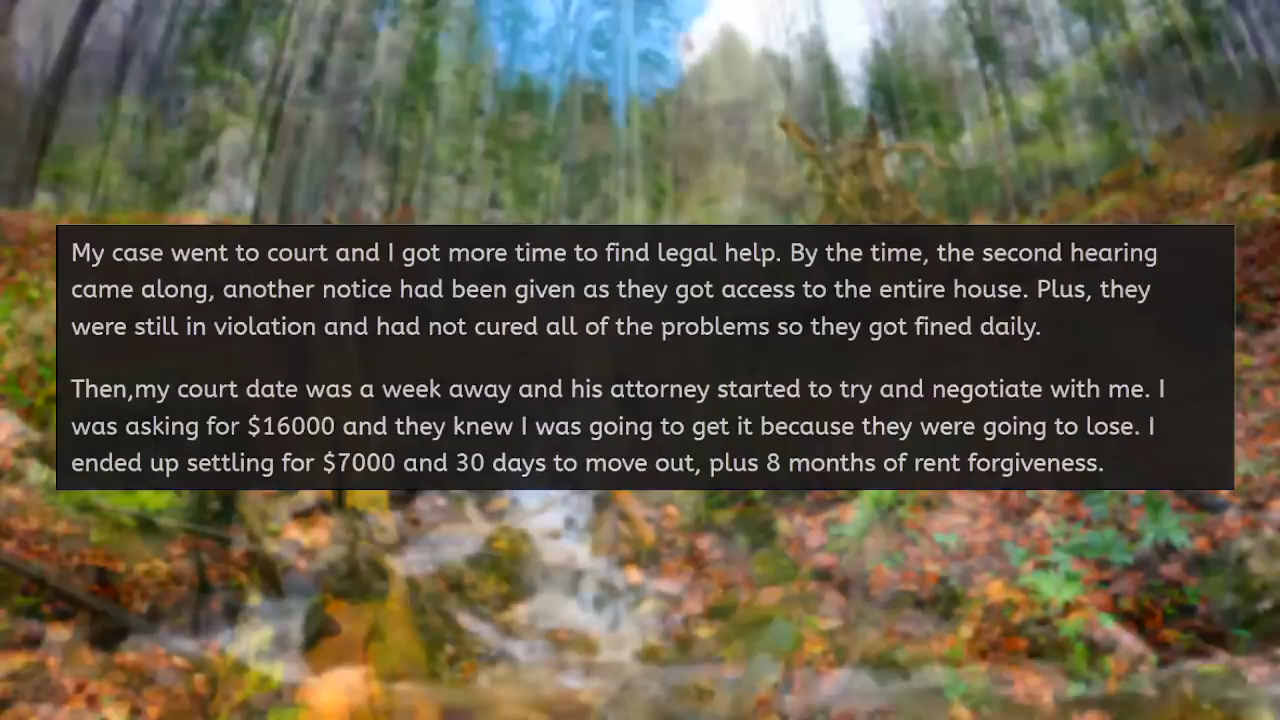 My case went to court and I got more time to find legal help. By the time, the second hearing
came along, another notice had been given as they got access to the entire house. Plus, they
were still in violation and had not cured all of the problems so they got fined daily.
Then,my court date was a week away and his attorney started to try and negotiate with me. I
was asking for $16000 and they knew I was going to get it because they were going to lose. I
ended up settling for $7000 and 30 days to move out, plus 8 months of rent forgiveness.